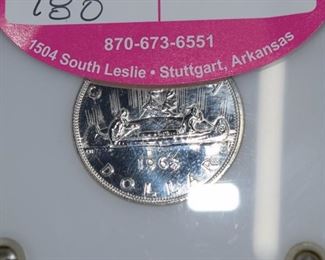 180
870-673-6551
1504 South Leslie • Stuttgart, Arkansas
DOLLAR